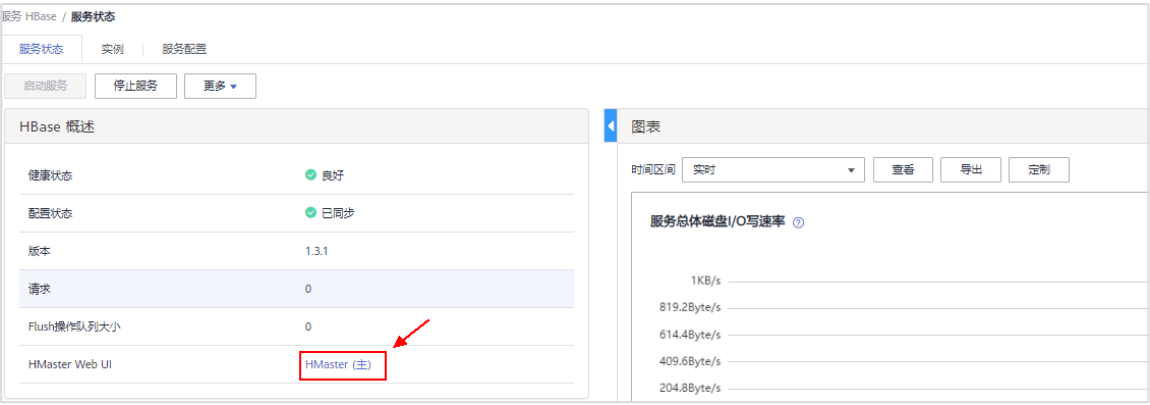 服务 HBase / 服务状态
服务状态 实例 服务配置
启动服务 停止服务 更多
HBase 概述
健康状态 良好
配置状态 已同步
版本 1.3.1
请求 0
Flush操作队列大小 0
HMaster Web UI HMaster (主)
图表
时间区间 实时 查看 导出 定制
服务总体磁盘I/O写速率 ?
1KB/s
819.2Byte/s
614.4Byte/s
409.6Byte/s
204.8Byte/s